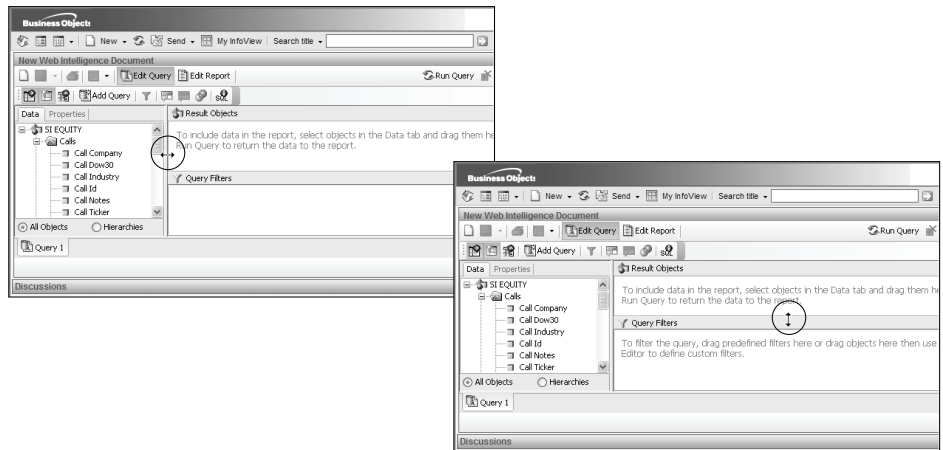 Business Objects
New Send My InfoView Search title
New Web Intelligence Document
Edit Query Edit Report Run Query
Add Query SQL
Data Properties Result Objects
SI EQUITY
Calls
Call Company
Call Dow30
Call Industry
Call Id
Call Notes
Call Ticker
To include data in the report, select objects in the Data tab and drag them he
Run Query to return the data to the report.
Query Filters
All Objects Hierarchies
Query 1
Discussions
Business Objects
New Send My InfoView Search title
New Web Intelligence Document
Edit Query Edit Report Run Query
Add Query SQL
Data Properties Result Objects
SI EQUITY
Calls
Call Company
Call Dow30
Call Industry
Call Id
Call Notes
Call Ticker
To include data in the report, select objects in the Data tab and drag them he
Run Query to return the data to the report.
Query Filters
To filter the query, drag predefined filters here or drag objects here then use
Editor to define custom filters.
All Objects Hierarchies
Query 1
Discussions